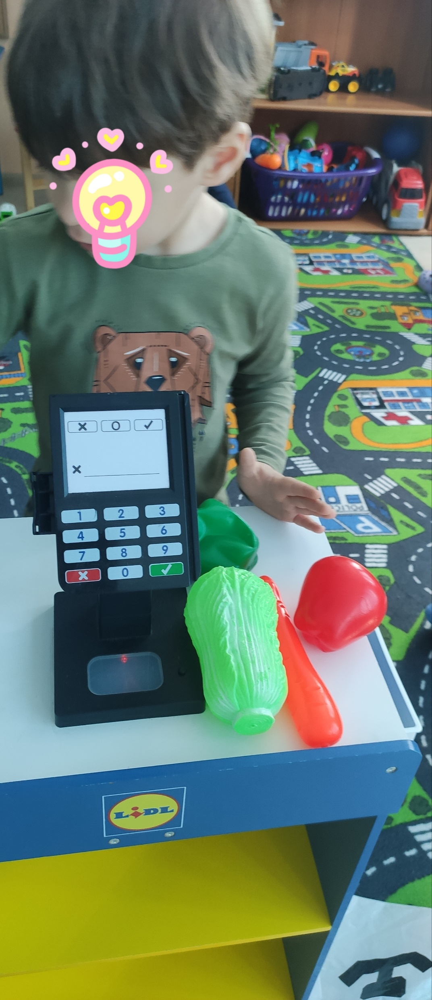 X O ✓
X
1 2 3
4 5 6
7 8 9
X 0 ✓
LIDL
POLICE
P
H